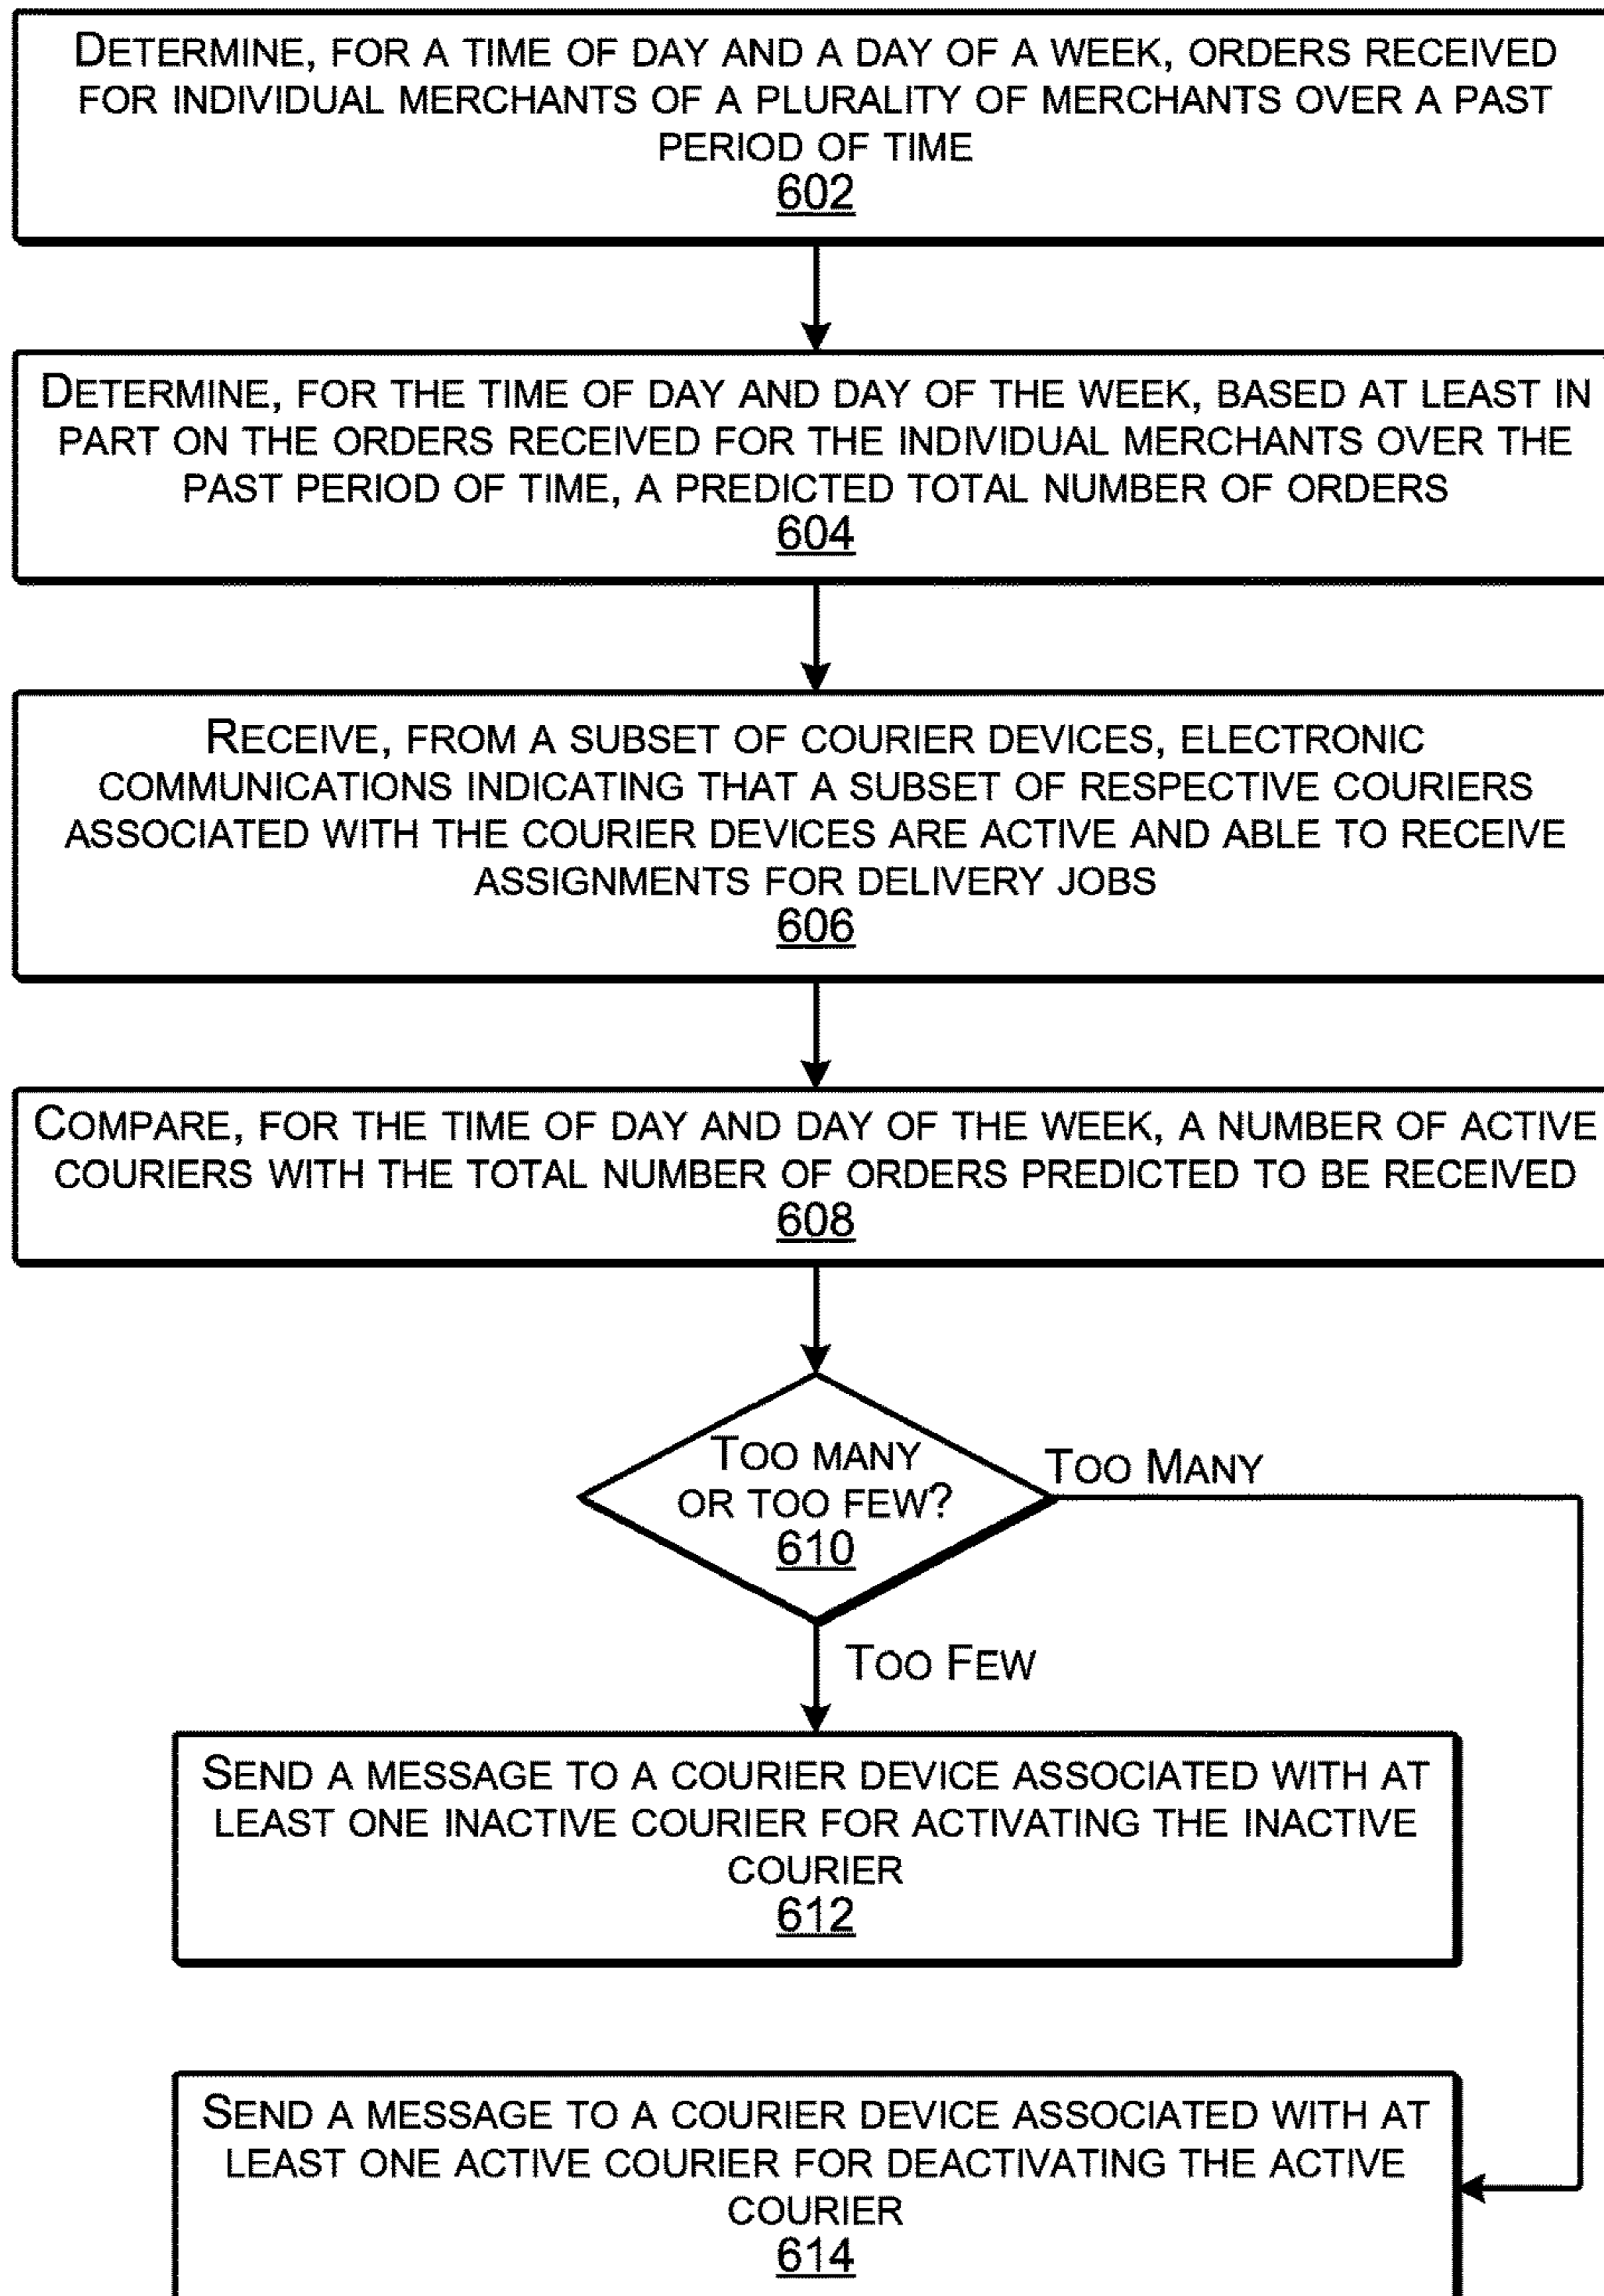 DETERMINE, FOR A TIME OF DAY AND A DAY OF A WEEK, ORDERS RECEIVED
FOR INDIVIDUAL MERCHANTS OF A PLURALITY OF MERCHANTS OVER A PAST
PERIOD OF TIME
602
DETERMINE, FOR THE TIME OF DAY AND DAY OF THE WEEK, BASED AT LEAST IN
PART ON THE ORDERS RECEIVED FOR THE INDIVIDUAL MERCHANTS OVER THE
PAST PERIOD OF TIME, A PREDICTED TOTAL NUMBER OF ORDERS
604
RECEIVE, FROM A SUBSET OF COURIER DEVICES, ELECTRONIC
COMMUNICATIONS INDICATING THAT A SUBSET OF RESPECTIVE COURIERS
ASSOCIATED WITH THE COURIER DEVICES ARE ACTIVE AND ABLE TO RECEIVE
ASSIGNMENTS FOR DELIVERY JOBS
606
COMPARE, FOR THE TIME OF DAY AND DAY OF THE WEEK, A NUMBER OF ACTIVE
COURIERS WITH THE TOTAL NUMBER OF ORDERS PREDICTED TO BE RECEIVED
608
TOO MANY
OR TOO FEW?
610
TOO MANY
TOO FEW
SEND A MESSAGE TO A COURIER DEVICE ASSOCIATED WITH AT
LEAST ONE INACTIVE COURIER FOR ACTIVATING THE INACTIVE
COURIER
612
SEND A MESSAGE TO A COURIER DEVICE ASSOCIATED WITH AT
LEAST ONE ACTIVE COURIER FOR DEACTIVATING THE ACTIVE
COURIER
614